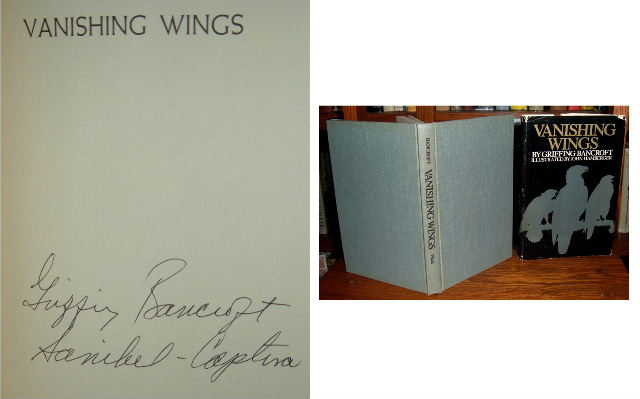 VANISHING WINGS
Griffing Bancroft
Sanibel - Captiva
BANCROFT
VANISHING WINGS
VANISHING
WINGS
BY GRIFFING BANCROFT
ILLUSTRATED BY JOHN HAMBERGER